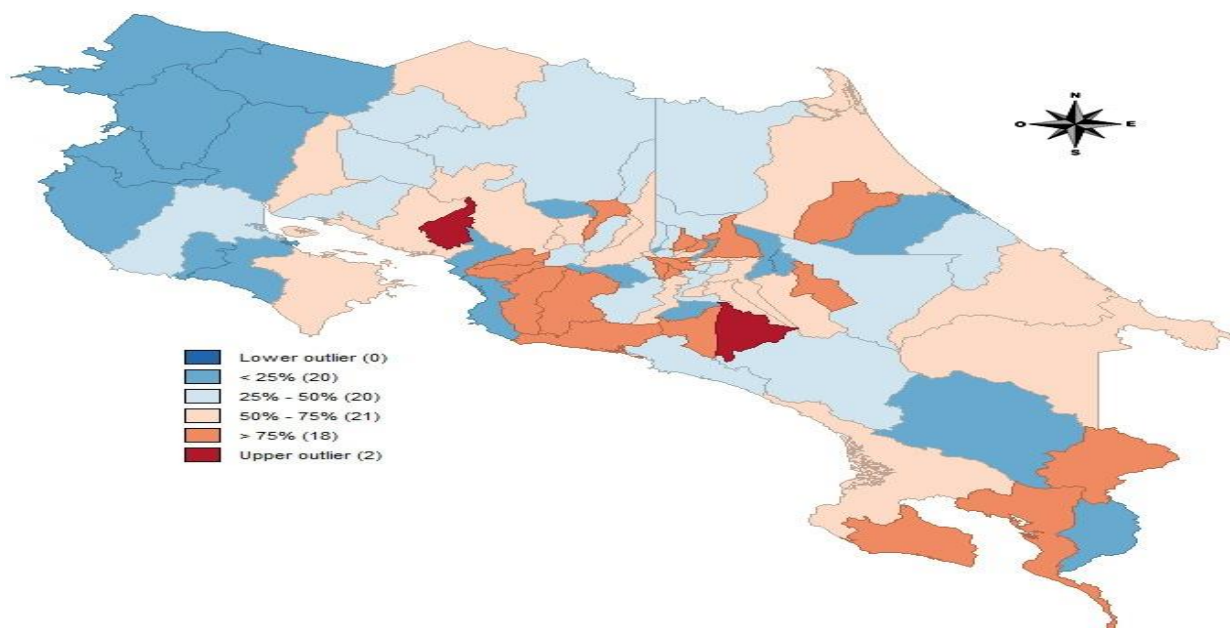 N
O E
S
Lower outlier (0)
< 25% (20)
25% - 50% (20)
50% - 75% (21)
> 75% (18)
Upper outlier (2)